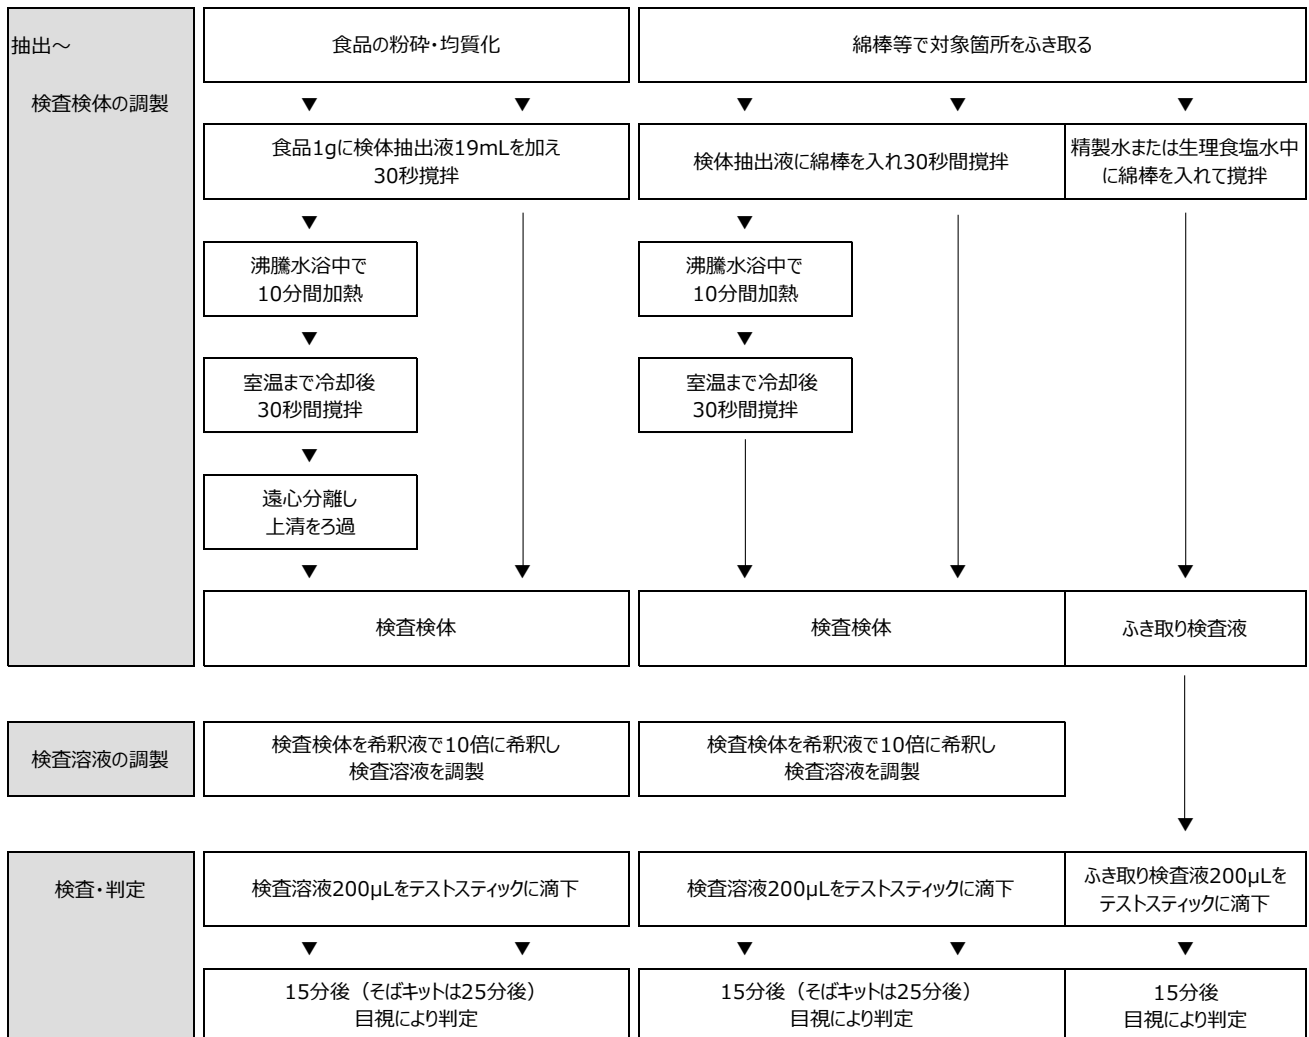 抽出～
検査検体の調製
食品の粉砕・均質化
綿棒等で対象箇所をふき取る
▼ ▼ ▼ ▼ ▼
食品1gに検体抽出液19mLを加え
30秒撹拌
検体抽出液に綿棒を入れ30秒間撹拌
精製水または生理食塩水中
に綿棒を入れて撹拌
▼ ▼
沸騰水浴中で
10分間加熱
沸騰水浴中で
10分間加熱
▼ ▼
室温まで冷却後
30秒間撹拌
室温まで冷却後
30秒間撹拌
▼
遠心分離し
上清をろ過
▼ ▼ ▼ ▼ ▼
検査検体
検査検体
ふき取り検査液
検査溶液の調製
検査検体を希釈液で10倍に希釈し
検査溶液を調製
検査検体を希釈液で10倍に希釈し
検査溶液を調製
▼
検査・判定
検査溶液200μLをテストスティックに滴下
検査溶液200μLをテストスティックに滴下
ふき取り検査液200μLを
テストスティックに滴下
▼ ▼ ▼ ▼ ▼
15分後（そばキットは25分後）
目視により判定
15分後（そばキットは25分後）
目視により判定
15分後
目視により判定